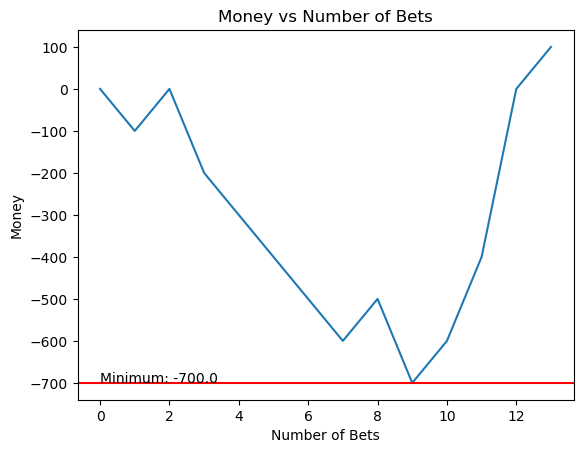 Money vs Number of Bets
100
0
−100
−200
−300
−400
−500
−600
−700
Money
Minimum: -700.0
0 2 4 6 8 10 12
Number of Bets